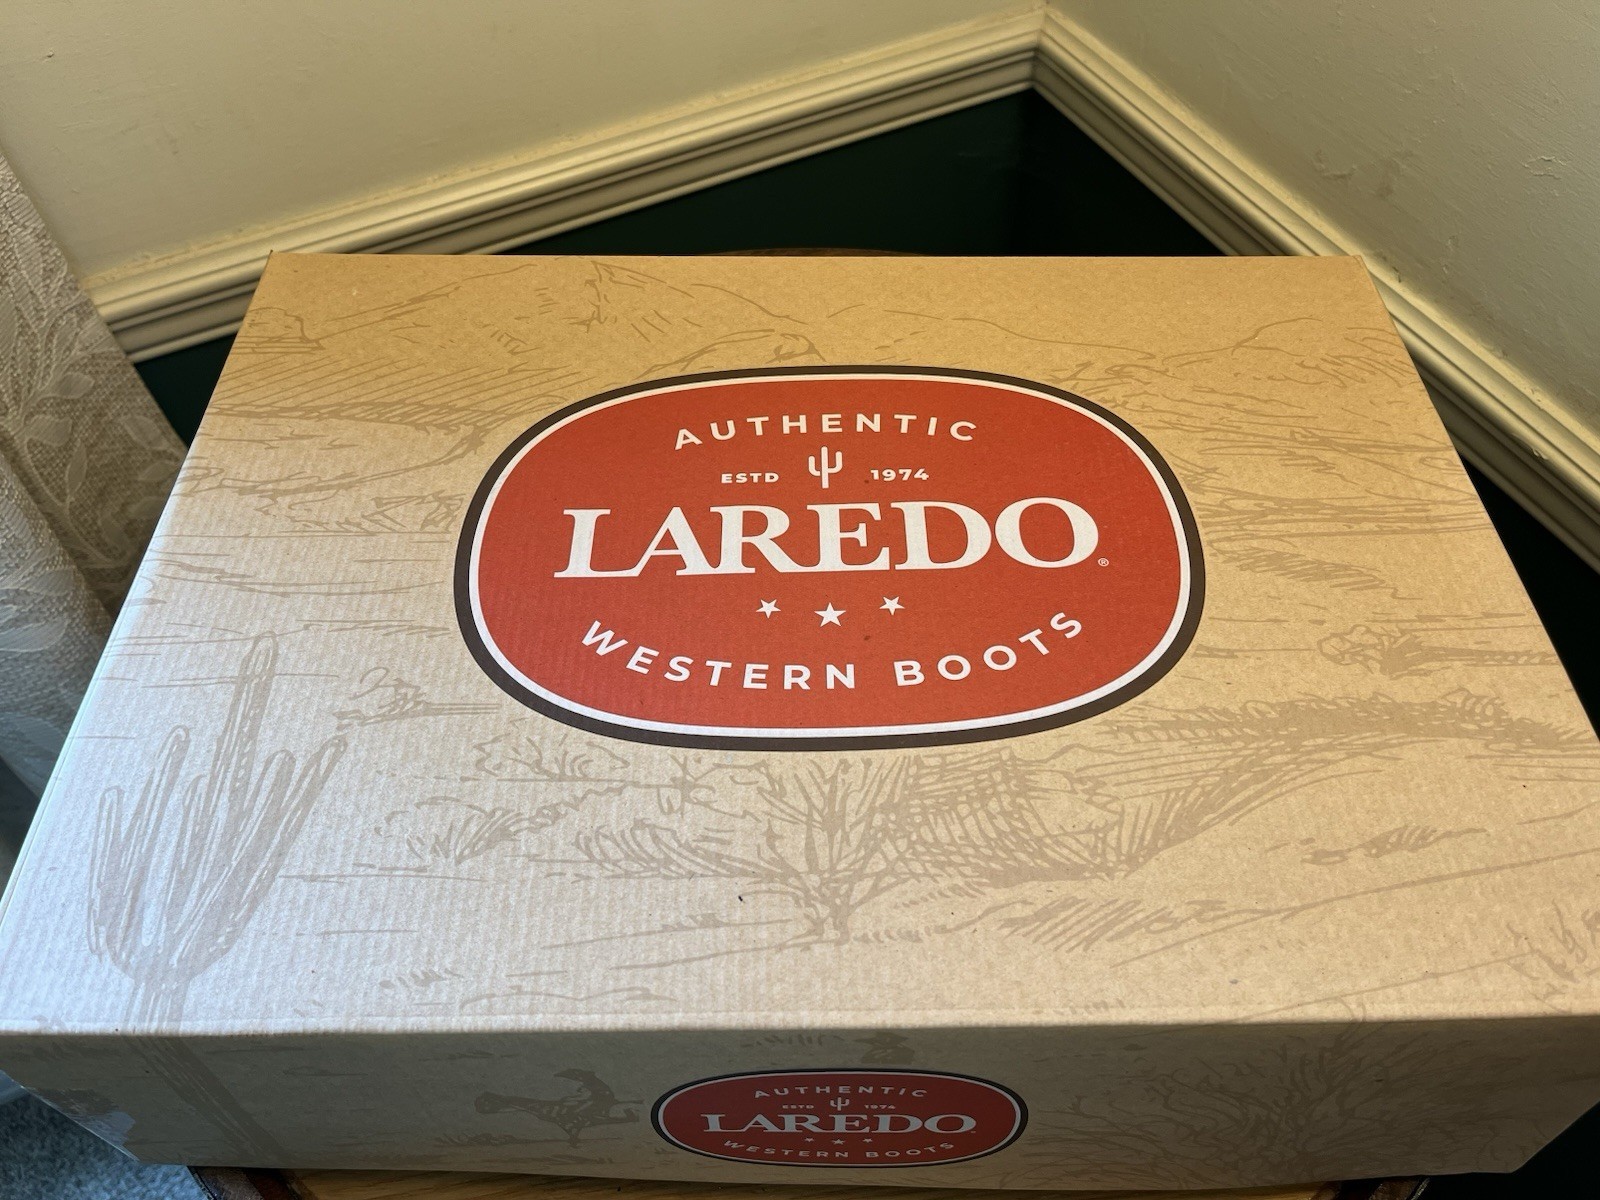 AUTHENTIC
ESTD 1974
LAREDO®
WESTERN BOOTS
AUTHENTIC
ESTD 1974
LAREDO
WESTERN BOOTS